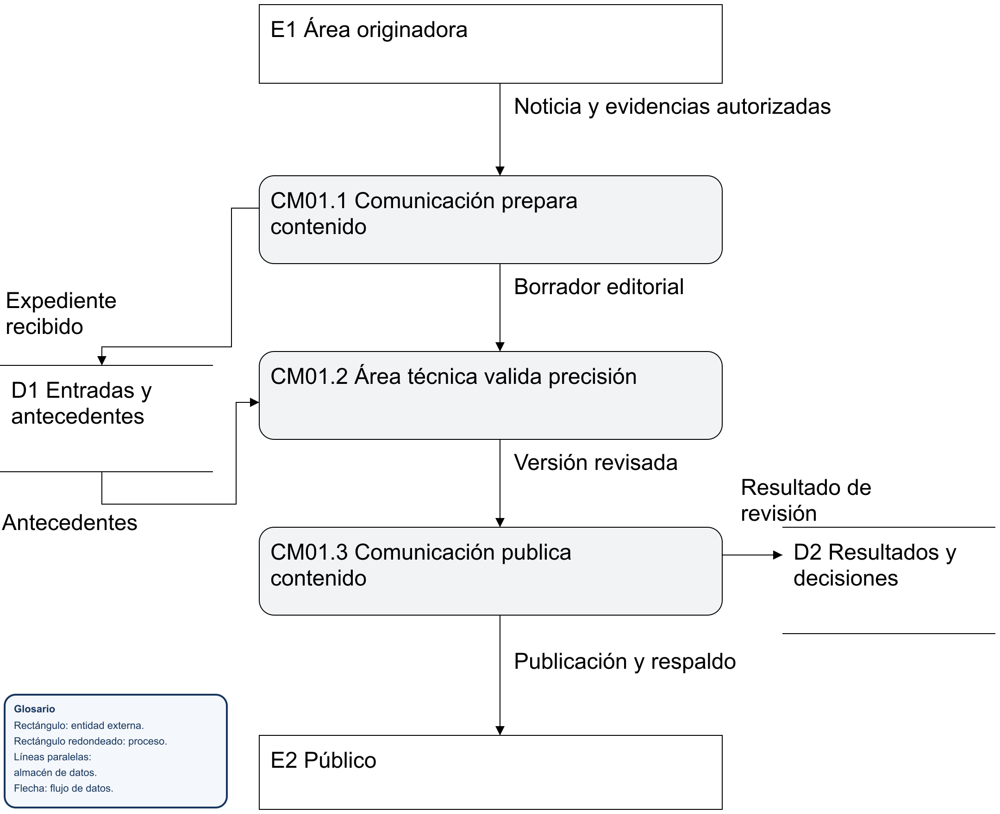 E1 Área originadora
Noticia y evidencias autorizadas
CM01.1 Comunicación prepara
contenido
Borrador editorial
Expediente
recibido
CM01.2 Área técnica valida precisión
D1 Entradas y
antecedentes
Versión revisada
Resultado de
revisión
Antecedentes
CM01.3 Comunicación publica
contenido
D2 Resultados y
decisiones
Publicación y respaldo
Glosario
Rectángulo: entidad externa.
Rectángulo redondeado: proceso.
Líneas paralelas:
almacén de datos.
Flecha: flujo de datos.
E2 Público